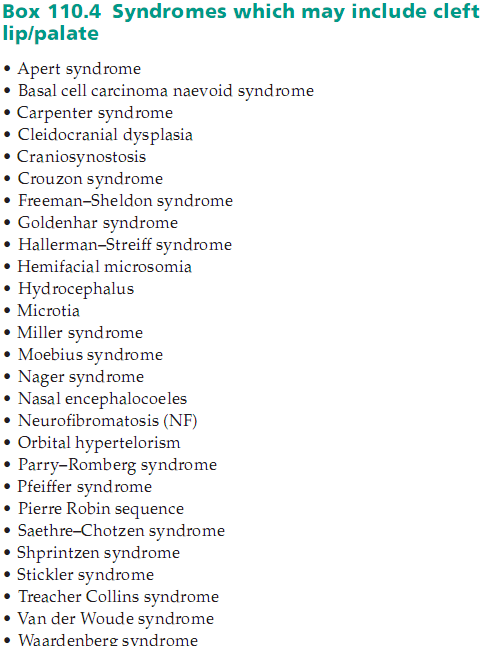 Box 110.4 Syndromes which may include cleft
lip/palate
• Apert syndrome
• Basal cell carcinoma naevoid syndrome
• Carpenter syndrome
• Cleidocranial dysplasia
• Craniosynostosis
• Crouzon syndrome
• Freeman–Sheldon syndrome
• Goldenhar syndrome
• Hallerman–Streiff syndrome
• Hemifacial microsomia
• Hydrocephalus
• Microtia
• Miller syndrome
• Moebius syndrome
• Nager syndrome
• Nasal encephalocoeles
• Neurofibromatosis (NF)
• Orbital hypertelorism
• Parry–Romberg syndrome
• Pfeiffer syndrome
• Pierre Robin sequence
• Saethre–Chotzen syndrome
• Shprintzen syndrome
• Stickler syndrome
• Treacher Collins syndrome
• Van der Woude syndrome
• Waardenberg syndrome